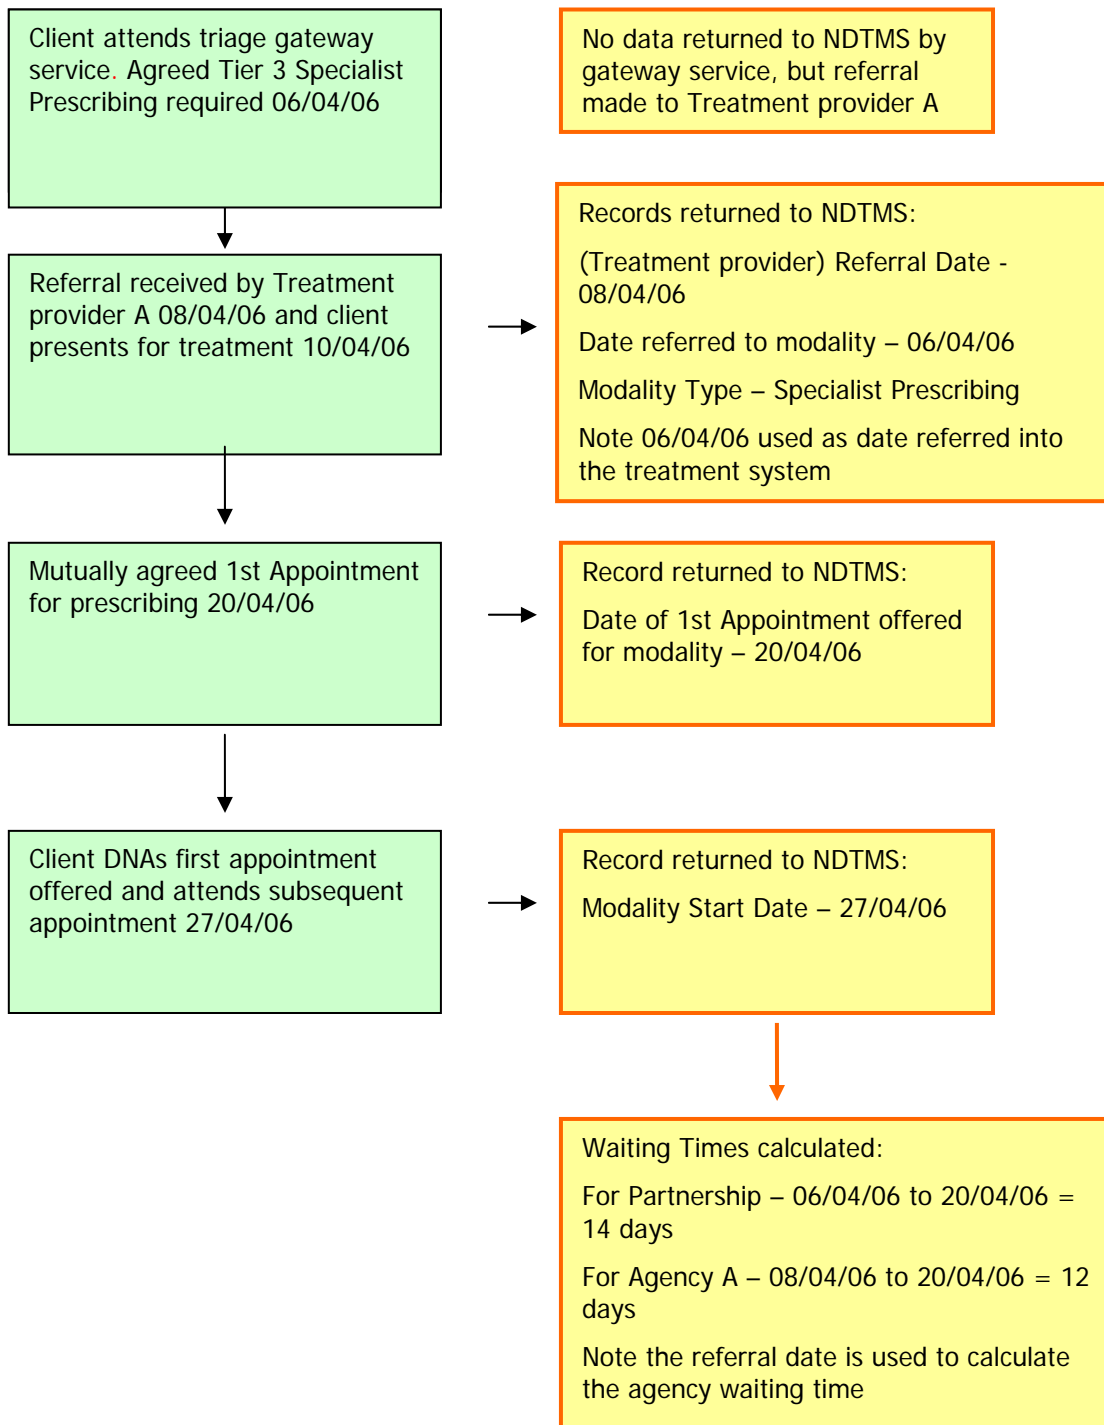 Client attends triage gateway
service. Agreed Tier 3 Specialist
Prescribing required 06/04/06
No data returned to NDTMS by
gateway service, but referral
made to Treatment provider A
Referral received by Treatment
provider A 08/04/06 and client
presents for treatment 10/04/06
Records returned to NDTMS:
(Treatment provider) Referral Date -
08/04/06
Date referred to modality – 06/04/06
Modality Type – Specialist Prescribing
Note 06/04/06 used as date referred into
the treatment system
Mutually agreed 1st Appointment
for prescribing 20/04/06
Record returned to NDTMS:
Date of 1st Appointment offered
for modality – 20/04/06
Client DNAs first appointment
offered and attends subsequent
appointment 27/04/06
Record returned to NDTMS:
Modality Start Date – 27/04/06
Waiting Times calculated:
For Partnership – 06/04/06 to 20/04/06 =
14 days
For Agency A – 08/04/06 to 20/04/06 = 12
days
Note the referral date is used to calculate
the agency waiting time